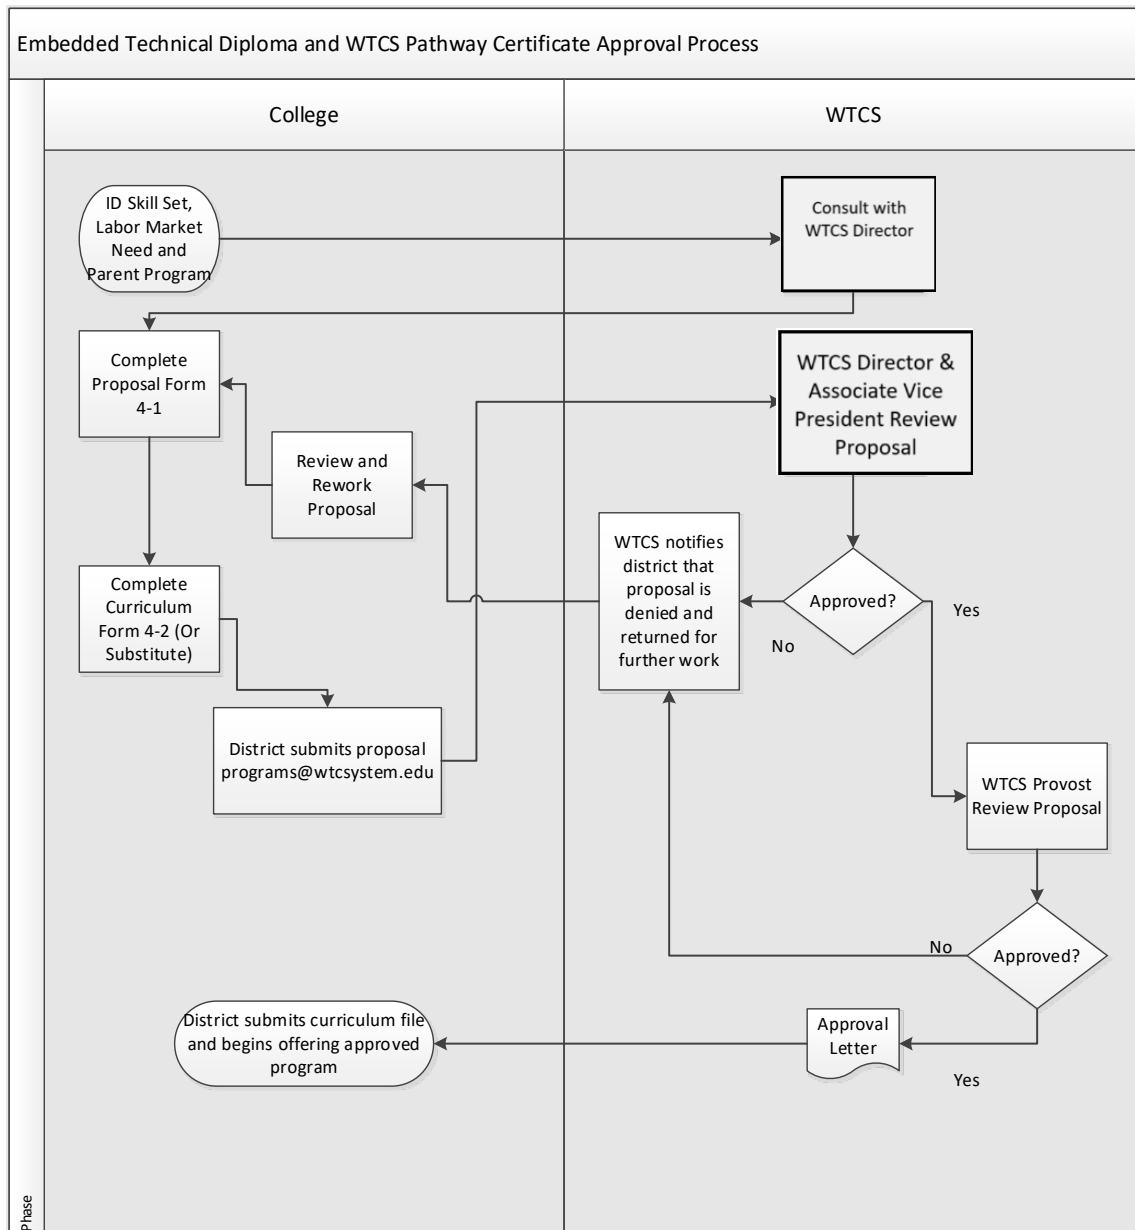 Embedded Technical Diploma and WTCS Pathway Certificate Approval Process
College
WTCS
ID Skill Set,
Labor Market
Need and
Parent Program
Consult with
WTCS Director
Complete
Proposal Form
4-1
WTCS Director &
Associate Vice
President Review
Proposal
Review and
Rework
Proposal
WTCS notifies
district that
proposal is
denied and
returned for
further work
Approved?
Yes
No
Complete
Curriculum
Form 4-2 (Or
Substitute)
District submits proposal
programs@wtcsystem.edu
WTCS Provost
Review Proposal
No
Approved?
District submits curriculum file
and begins offering approved
program
Approval
Letter
Yes
Phase